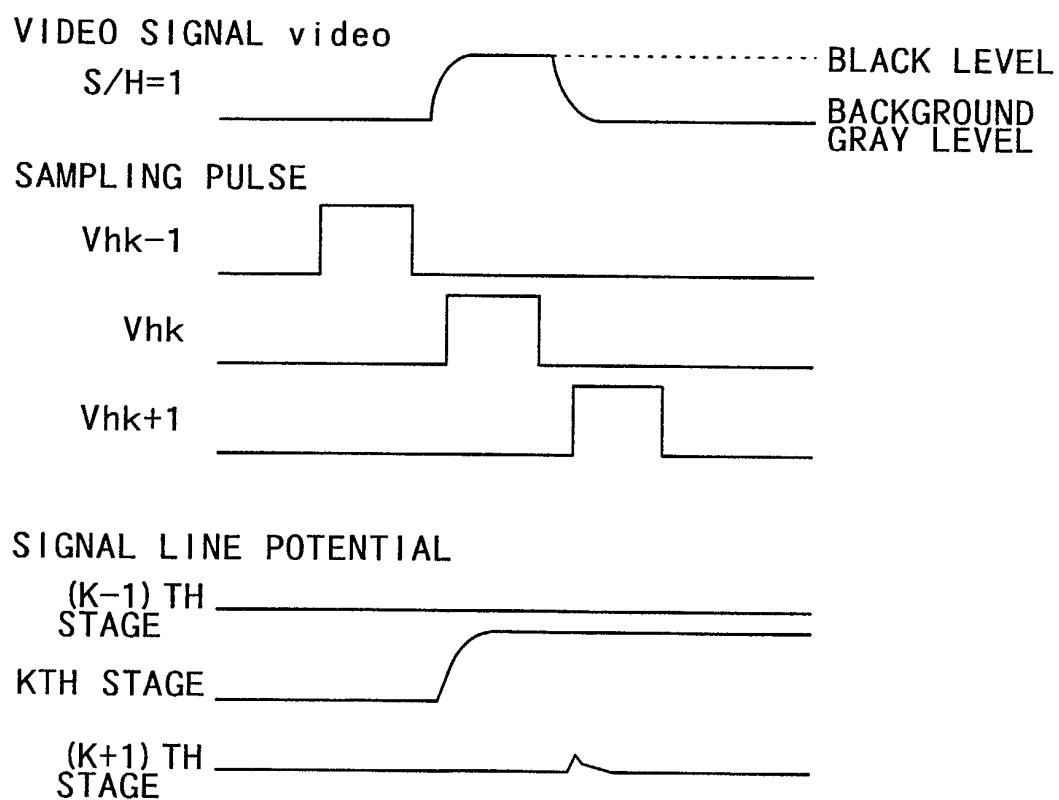 VIDEO SIGNAL video
S/H=1
BLACK LEVEL
BACKGROUND
GRAY LEVEL
SAMPLING PULSE
Vhk-1
Vhk
Vhk+1
SIGNAL LINE POTENTIAL
(K-1) TH
STAGE
KTH STAGE
(K+1) TH
STAGE